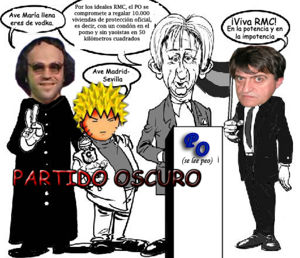 Ave María llena
eres de vodka.
Por los ideales RMC, el PO se
compromete a regalar 10.000
viviendas de protección oficial,
es decir, con un condón en el
pomo y sin yaoistas en 50
kilómetros cuadrados
¡Viva RMC!
En la potencia y en
la impotencia
Ave Madrid-
Sevilla
PO
(se lee peo)
PARTIDO OSCURO